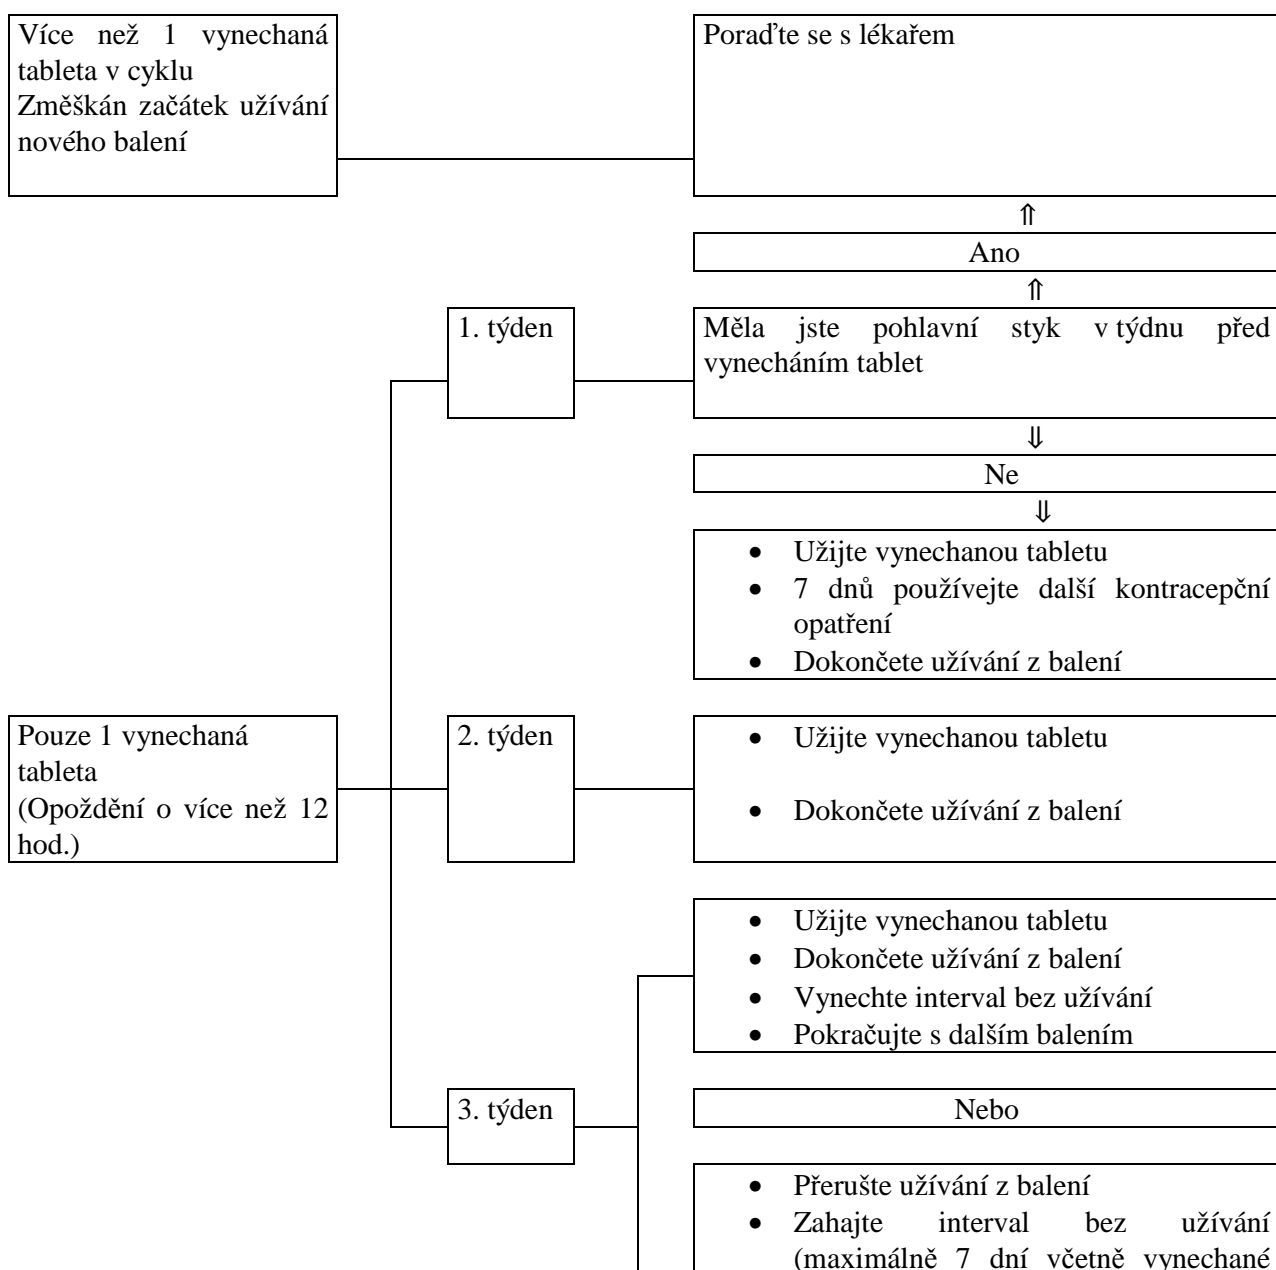 Více než 1 vynechaná
tableta v cyklu
Změškán začátek užívání
nového balení
Poraďte se s lékařem
⇑
Ano
⇑
1. týden
Měla jste pohlavní styk v týdnu před
vynecháním tablet
⇓
Ne
⇓
• Užijte vynechanou tabletu
• 7 dnů používejte další kontracepční
opatření
• Dokončete užívání z balení
Pouze 1 vynechaná
tableta
(Opoždění o více než 12
hod.)
2. týden
• Užijte vynechanou tabletu
• Dokončete užívání z balení
• Užijte vynechanou tabletu
• Dokončete užívání z balení
• Vynechte interval bez užívání
• Pokračujte s dalším balením
3. týden
Nebo
• Přerušte užívání z balení
• Zahajte interval bez užívání
(maximálně 7 dní včetně vynechané